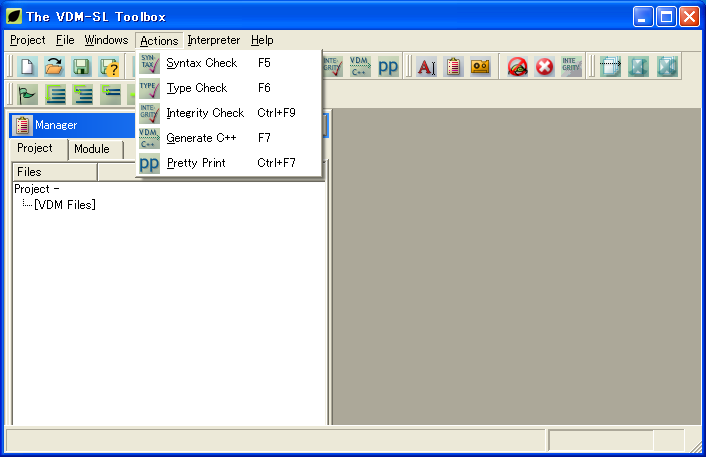 The VDM-SL Toolbox
Project File Windows Actions Interpreter Help
SYN-TAX Syntax Check F5
TYPE Type Check F6
INTE GRITY Integrity Check Ctrl+F9
VDM C++ Generate C++ F7
pp Pretty Print Ctrl+F7
INTE GRITY VDM C++ pp A INTE GRITY
Manager
Project Module
Files
Project -
[VDM Files]